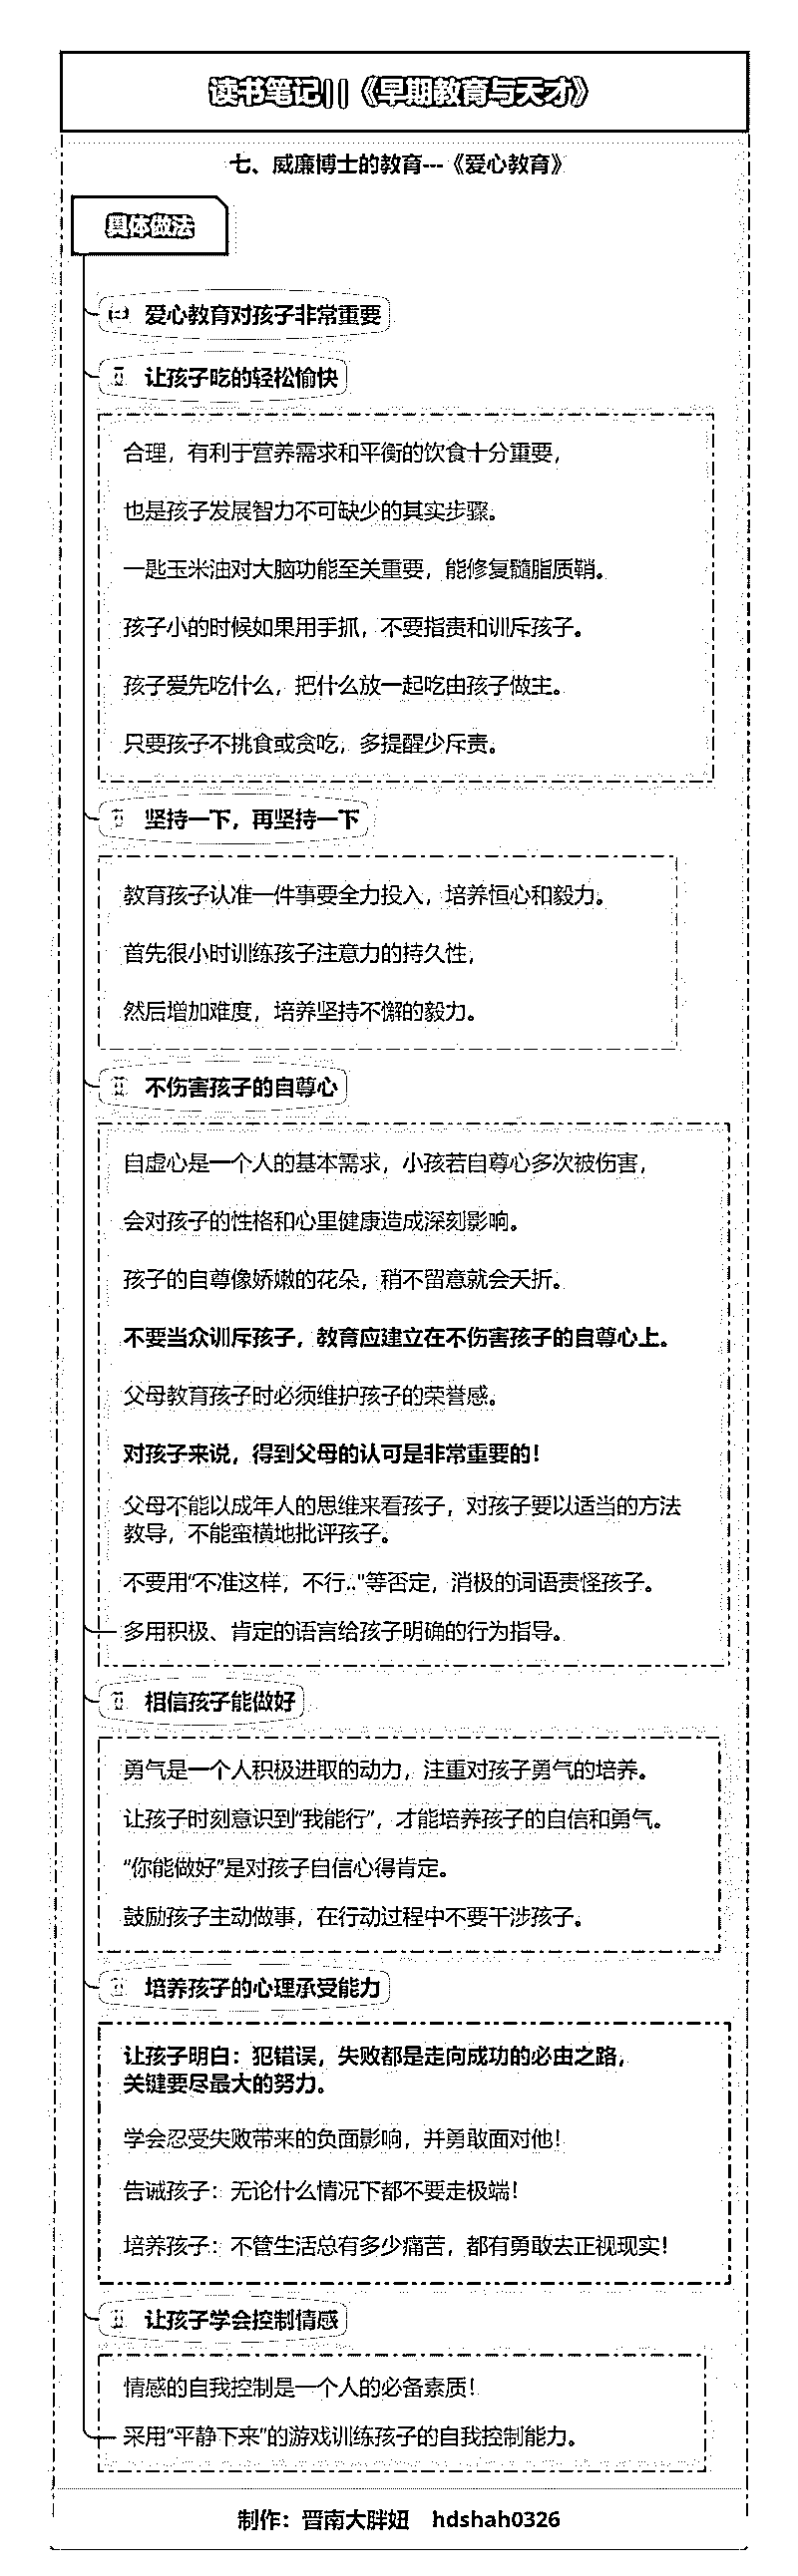 读书笔记||《早期教育与天才》
七、威廉博士的教育---《爱心教育》
具体做法
爱心教育对孩子非常重要
让孩子吃的轻松愉快
合理，有利于营养需求和平衡的饮食十分重要，
也是孩子发展智力不可缺少的其实步骤。
一匙玉米油对大脑功能至关重要，能修复髓脂质鞘。
孩子小的时候如果用手抓，不要指责和训斥孩子。
孩子爱先吃什么，把什么放一起吃由孩子做主。
只要孩子不挑食或贪吃，多提醒少斥责。
坚持一下，再坚持一下
教育孩子认准一件事要全力投入，培养恒心和毅力。
首先很小时训练孩子注意力的持久性，
然后增加难度，培养坚持不懈的毅力。
不伤害孩子的自尊心
自虚心是一个人的基本需求，小孩若自尊心多次被伤害，
会对孩子的性格和心里健康造成深刻影响。
孩子的自尊像娇嫩的花朵，稍不留意就会夭折。
不要当众训斥孩子，教育应建立在不伤害孩子的自尊心上。
父母教育孩子时必须维护孩子的荣誉感。
对孩子来说，得到父母的认可是非常重要的！
父母不能以成年人的思维来看孩子，对孩子要以适当的方法
教导，不能蛮横地批评孩子。
不要用“不准这样，不行.."等否定，消极的词语责怪孩子。
多用积极、肯定的语言给孩子明确的行为指导。
相信孩子能做好
勇气是一个人积极进取的动力，注重对孩子勇气的培养。
让孩子时刻意识到“我能行”，才能培养孩子的自信和勇气。
“你能做好”是对孩子自信心得肯定。
鼓励孩子主动做事，在行动过程中不要干涉孩子。
培养孩子的心理承受能力
让孩子明白：犯错误，失败都是走向成功的必由之路，
关键要尽最大的努力。
学会忍受失败带来的负面影响，并勇敢面对他！
告诫孩子：无论什么情况下都不要走极端！
培养孩子：不管生活总有多少痛苦，都有勇敢去正视现实！
让孩子学会控制情感
情感的自我控制是一个人的必备素质！
采用“平静下来”的游戏训练孩子的自我控制能力。
制作：晋南大胖妞 hdshah0326